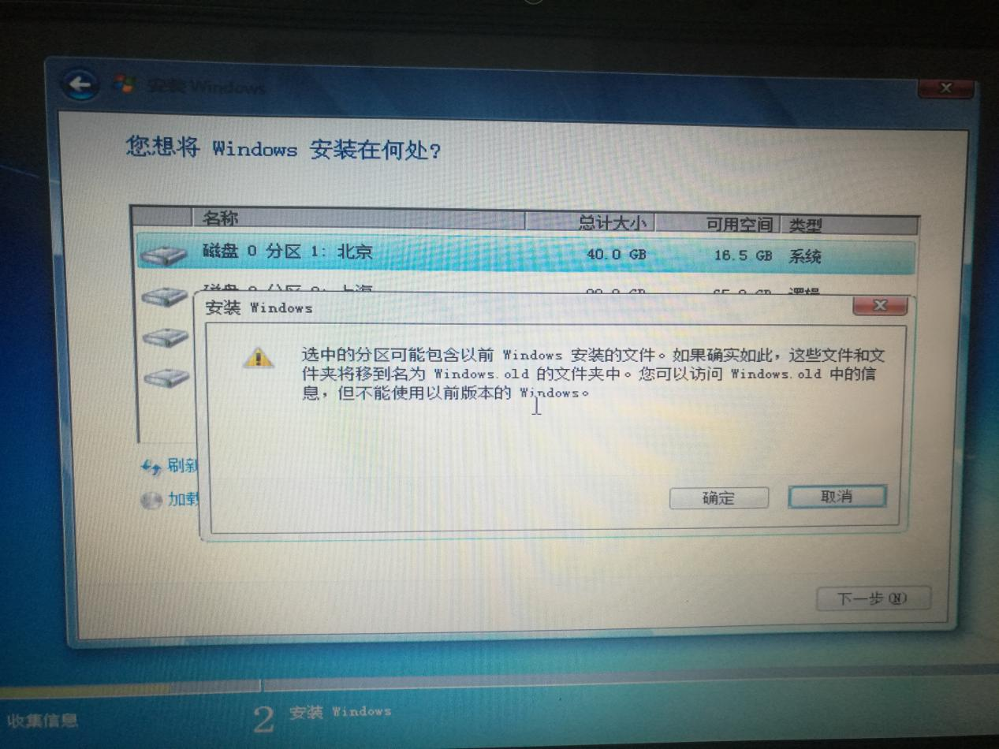 安装 Windows
您想将 Windows 安装在何处?
名称 总计大小 可用空间 类型
磁盘 0 分区 1: 北京 40.0 GB 16.5 GB 系统
上海 逻辑
安装 Windows
选中的分区可能包含以前 Windows 安装的文件。如果确实如此，这些文件和文
件夹将移到名为 Windows.old 的文件夹中。您可以访问 Windows.old 中的信
息，但不能使用以前版本的 Windows。
刷新
加载
确定 取消
下一步(N)
收集信息 2 安装 Windows